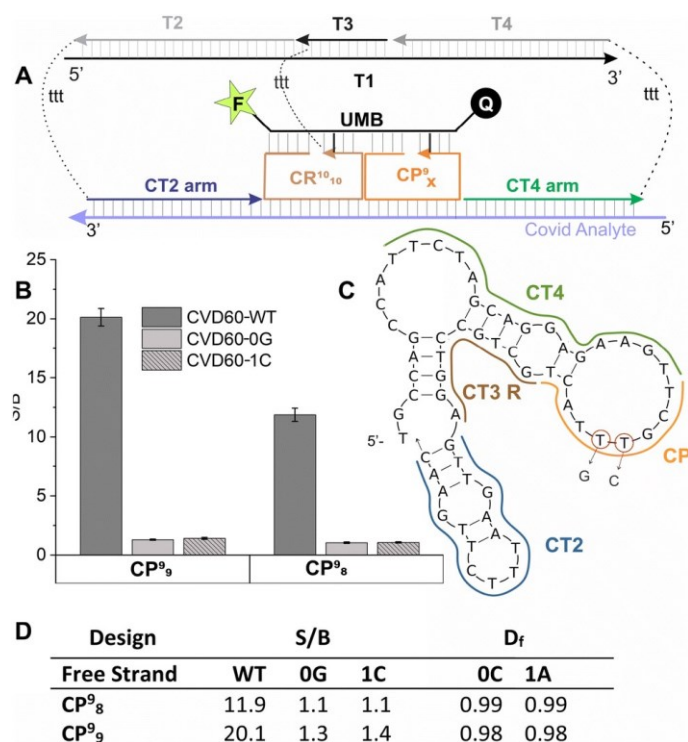 T2 T3 T4
A 5’ T1 3’
ttt ttt ttt
F UMB Q
CR¹⁰₁₀ CP⁹ₓ
CT2 arm CT4 arm
3’ Covid Analyte 5’
B
25
20
15
10
5
0
S/B
CVD60-WT
CVD60-0G
CVD60-1C
CP⁹₉ CP⁹₈
C
CT4
CT3 R
CP
CT2
5’-
G C
D Design S/B Df
Free Strand WT 0G 1C 0C 1A
CP⁹₈ 11.9 1.1 1.1 0.99 0.99
CP⁹₉ 20.1 1.3 1.4 0.98 0.98